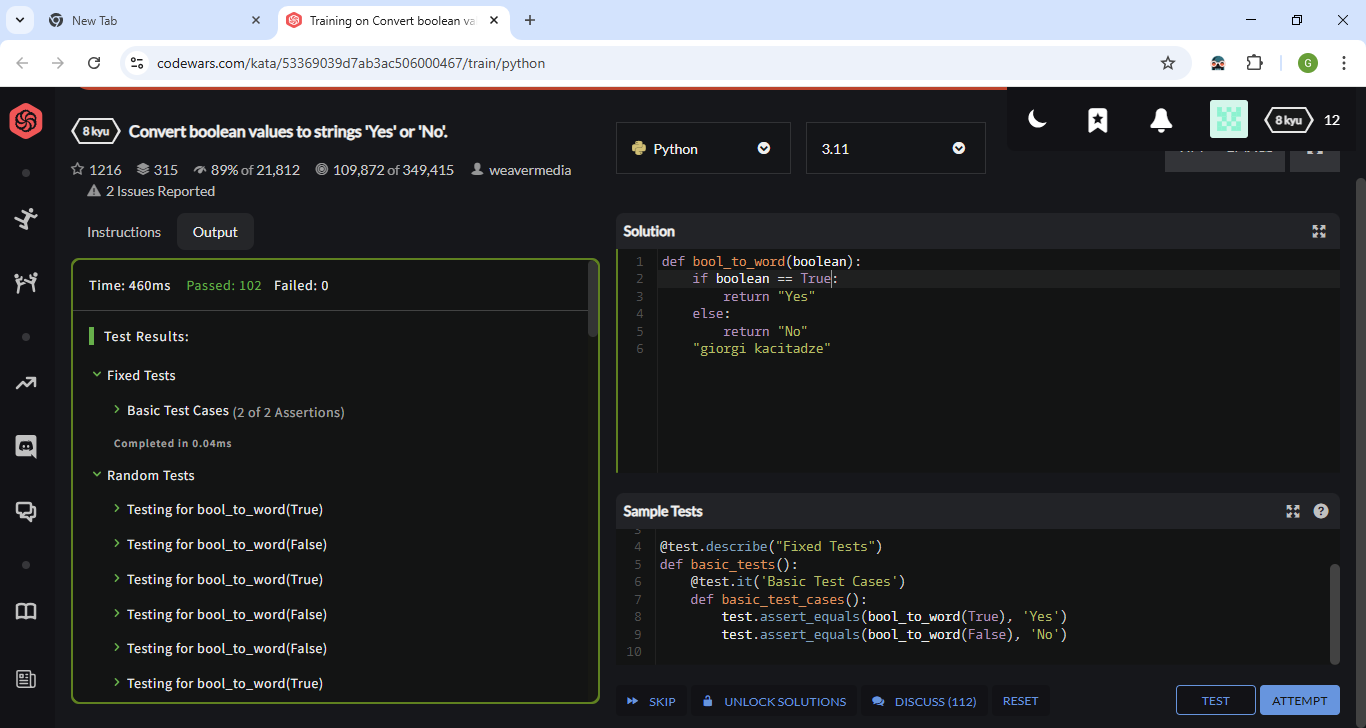 New Tab
Training on Convert boolean va
codewars.com/kata/53369039d7ab3ac506000467/train/python
G
8 kyu
Convert boolean values to strings 'Yes' or 'No'.
8 kyu 12
1216 315 89% of 21,812 109,872 of 349,415 weavermedia
2 Issues Reported
Python
3.11
Instructions
Output
Time: 460ms Passed: 102 Failed: 0
Test Results:
Fixed Tests
Basic Test Cases (2 of 2 Assertions)
Completed in 0.04ms
Random Tests
Testing for bool_to_word(True)
Testing for bool_to_word(False)
Testing for bool_to_word(True)
Testing for bool_to_word(False)
Testing for bool_to_word(False)
Testing for bool_to_word(True)
Solution
1 def bool_to_word(boolean):
2 if boolean == True:
3 return "Yes"
4 else:
5 return "No"
6 "giorgi kacitadze"
Sample Tests
3
4 @test.describe("Fixed Tests")
5 def basic_tests():
6 @test.it('Basic Test Cases')
7 def basic_test_cases():
8 test.assert_equals(bool_to_word(True), 'Yes')
9 test.assert_equals(bool_to_word(False), 'No')
10
SKIP
UNLOCK SOLUTIONS
DISCUSS (112)
RESET
TEST
ATTEMPT